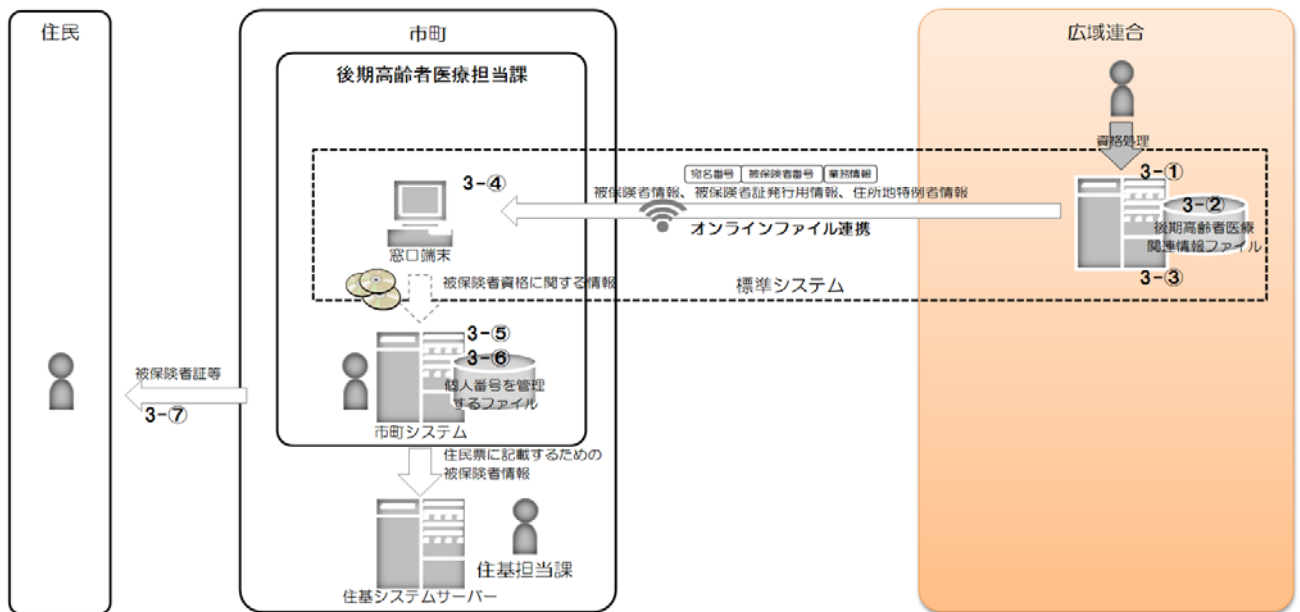 住民
市町
広域連合
後期高齢者医療担当課
資格処理
宛名番号 被保険者番号 業務情報
3-①
3-④
被保険者情報、被保険者証発行用情報、住所地特例者情報
3-②
オンラインファイル連携
後期高齢者医療
関連情報ファイル
窓口端末
3-③
被保険者資格に関する情報
標準システム
3-⑤
3-⑥
被保険者証等
個人番号を管理
するファイル
3-⑦
市町システム
住民票に記載するための
被保険者情報
住基担当課
住基システムサーバー